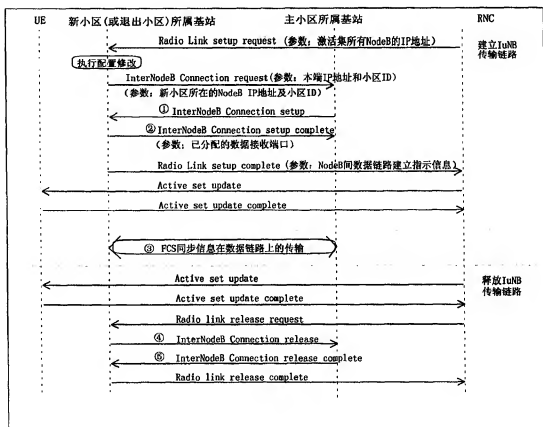 UE 新小区(或退出小区)所属基站 主小区所属基站 RNC
Radio Link setup request (参数：激活集所有NodeB的IP地址) 建立IuNB
传输链路
执行配置修改
InterNodeB Connection request(参数：本端IP地址和小区ID)
(参数：新小区所在的NodeB IP地址及小区ID)
① InterNodeB Connection setup
② InterNodeB Connection setup complete
(参数：已分配的数据接收端口)
Radio Link setup complete (参数：NodeB间数据链路建立指示信息)
Active set update
Active set update complete
③ FCS同步信息在数据链路上的传输
Active set update 释放IuNB
传输链路
Active set update complete
Radio link release request
④ InterNodeB Connection release
⑤ InterNodeB Connection release complete
Radio link release complete